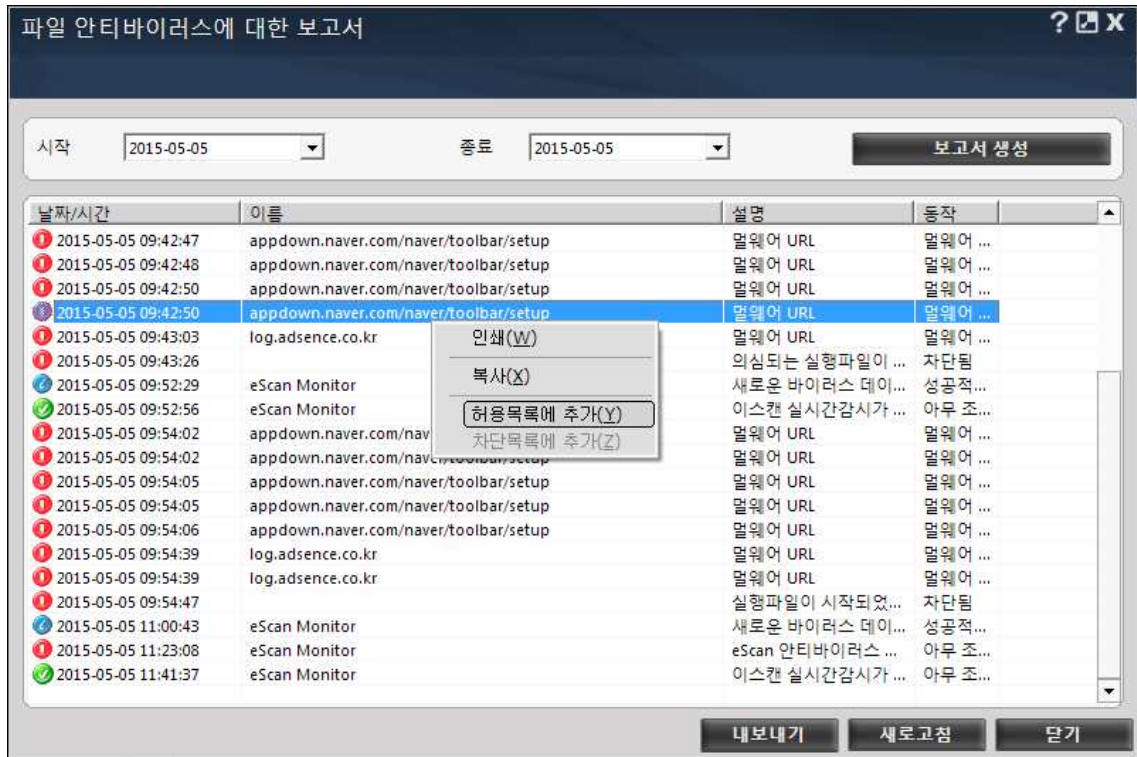 파일 안티바이러스에 대한 보고서
? X
시작 2015-05-05 종료 2015-05-05 보고서 생성
날짜/시간 이름 설명 동작
2015-05-05 09:42:47 appdown.naver.com/naver/toolbar/setup 멀웨어 URL 멀웨어 ...
2015-05-05 09:42:48 appdown.naver.com/naver/toolbar/setup 멀웨어 URL 멀웨어 ...
2015-05-05 09:42:50 appdown.naver.com/naver/toolbar/setup 멀웨어 URL 멀웨어 ...
2015-05-05 09:42:50 appdown.naver.com/naver/toolbar/setup 멀웨어 URL 멀웨어 ...
2015-05-05 09:43:03 log.adsence.co.kr 멀웨어 URL 멀웨어 ...
2015-05-05 09:43:26 의심되는 실행파일이 ... 차단됨
2015-05-05 09:52:29 eScan Monitor 새로운 바이러스 데이... 성공적...
2015-05-05 09:52:56 eScan Monitor 이스캔 실시간감시가 ... 아무 조...
2015-05-05 09:54:02 appdown.naver.com/nav 멀웨어 URL 멀웨어 ...
2015-05-05 09:54:02 appdown.naver.com/naver/toolbar/setup 멀웨어 URL 멀웨어 ...
2015-05-05 09:54:05 appdown.naver.com/naver/toolbar/setup 멀웨어 URL 멀웨어 ...
2015-05-05 09:54:05 appdown.naver.com/naver/toolbar/setup 멀웨어 URL 멀웨어 ...
2015-05-05 09:54:06 appdown.naver.com/naver/toolbar/setup 멀웨어 URL 멀웨어 ...
2015-05-05 09:54:39 log.adsence.co.kr 멀웨어 URL 멀웨어 ...
2015-05-05 09:54:39 log.adsence.co.kr 멀웨어 URL 멀웨어 ...
2015-05-05 09:54:47 실행파일이 시작되었... 차단됨
2015-05-05 11:00:43 eScan Monitor 새로운 바이러스 데이... 성공적...
2015-05-05 11:23:08 eScan Monitor eScan 안티바이러스 ... 아무 조...
2015-05-05 11:41:37 eScan Monitor 이스캔 실시간감시가 ... 아무 조...
인쇄(W)
복사(X)
허용목록에 추가(Y)
차단목록에 추가(Z)
내보내기 새로고침 닫기